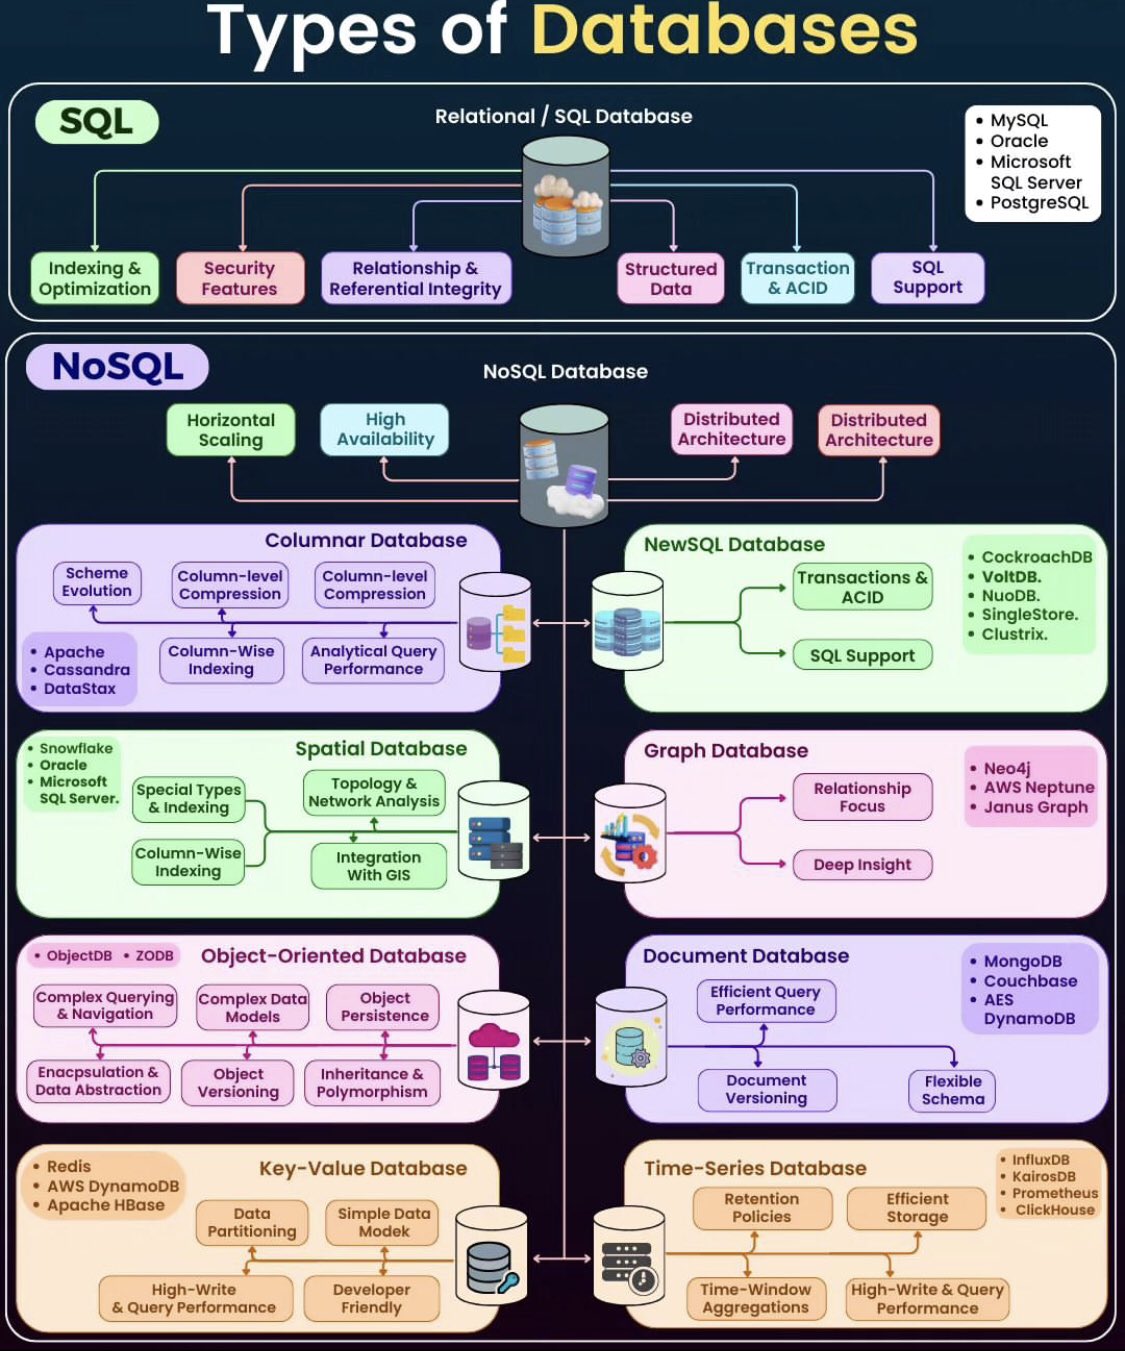 Types of Databases
SQL
Relational / SQL Database
• MySQL
• Oracle
• Microsoft
SQL Server
• PostgreSQL
Indexing &
Optimization
Security
Features
Relationship &
Referential Integrity
Structured
Data
Transaction
& ACID
SQL
Support
NoSQL
NoSQL Database
Horizontal
Scaling
High
Availability
Distributed
Architecture
Distributed
Architecture
Columnar Database
Scheme
Evolution
Column-level
Compression
Column-level
Compression
• Apache
• Cassandra
• DataStax
Column-Wise
Indexing
Analytical Query
Performance
NewSQL Database
• CockroachDB
• VoltDB.
• NuoDB.
• SingleStore.
• Clustrix.
Transactions &
ACID
SQL Support
• Snowflake
• Oracle
• Microsoft
SQL Server.
Spatial Database
Special Types
& Indexing
Topology &
Network Analysis
Column-Wise
Indexing
Integration
With GIS
Graph Database
• Neo4j
• AWS Neptune
• Janus Graph
Relationship
Focus
Deep Insight
• ObjectDB • ZODB
Object-Oriented Database
Complex Querying
& Navigation
Complex Data
Models
Object
Persistence
Enacpsulation &
Data Abstraction
Object
Versioning
Inheritance &
Polymorphism
Document Database
• MongoDB
• Couchbase
• AES
DynamoDB
Efficient Query
Performance
Document
Versioning
Flexible
Schema
• Redis
• AWS DynamoDB
• Apache HBase
Key-Value Database
Data
Partitioning
Simple Data
Modek
High-Write
& Query Performance
Developer
Friendly
Time-Series Database
• InfluxDB
• KairosDB
• Prometheus
• ClickHouse
Retention
Policies
Efficient
Storage
Time-Window
Aggregations
High-Write & Query
Performance